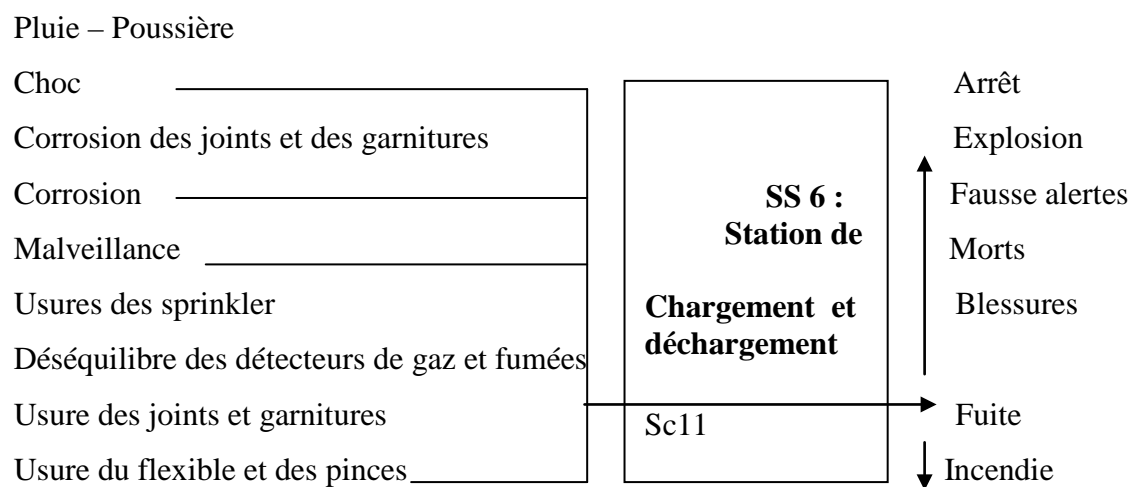 Pluie – Poussière
Choc
Corrosion des joints et des garnitures
Corrosion
Malveillance
Usures des sprinkler
Déséquilibre des détecteurs de gaz et fumées
Usure des joints et garnitures
Usure du flexible et des pinces
SS 6 :
Station de
Chargement et
déchargement
Sc11
Arrêt
Explosion
Fausse alertes
Morts
Blessures
Fuite
Incendie